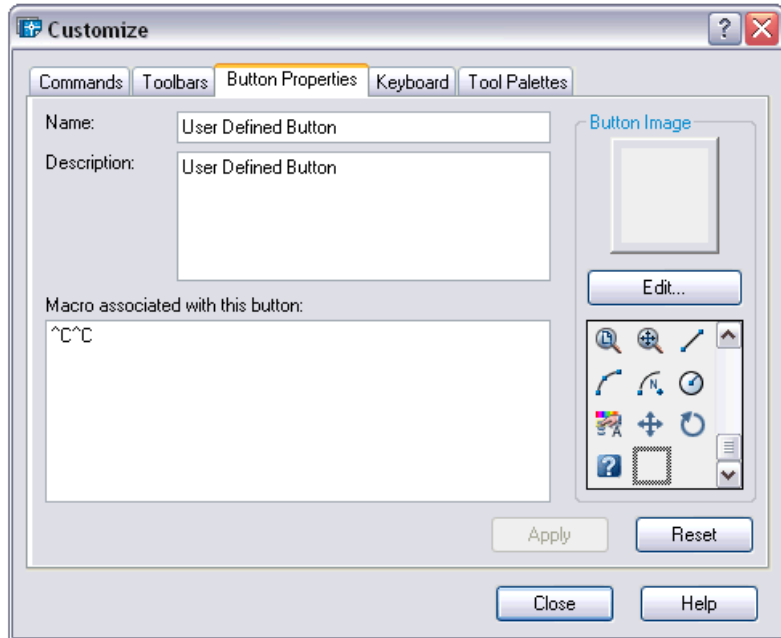 Customize
Commands Toolbars Button Properties Keyboard Tool Palettes
Name: User Defined Button
Button Image
Description: User Defined Button
Edit...
Macro associated with this button:
^C^C
Apply Reset
Close Help